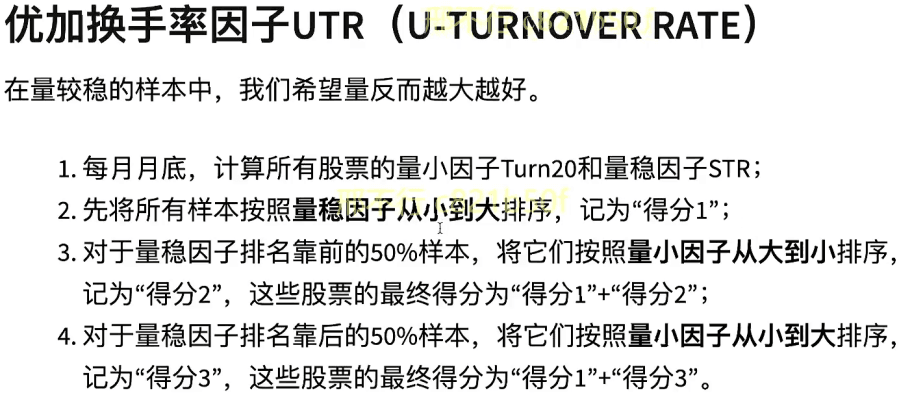 优加换手率因子UTR（U-TURNOVER RATE）
在量较稳的样本中，我们希望量反而越大越好。
1. 每月月底，计算所有股票的量小因子Turn20和量稳因子STR；
2. 先将所有样本按照量稳因子从小到大排序，记为“得分1”；
3. 对于量稳因子排名靠前的50%样本，将它们按照量小因子从大到小排序，
记为“得分2”，这些股票的最终得分为“得分1”+“得分2”；
4. 对于量稳因子排名靠后的50%样本，将它们按照量小因子从小到大排序，
记为“得分3”，这些股票的最终得分为“得分1”+“得分3”。